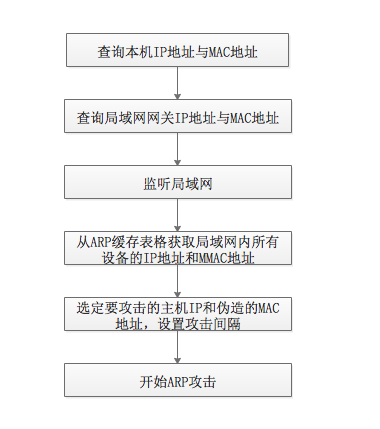 查询本机IP地址与MAC地址
查询局域网网关IP地址与MAC地址
监听局域网
从ARP缓存表格获取局域网内所有
设备的IP地址和MMAC地址
选定要攻击的主机IP和伪造的MAC
地址，设置攻击间隔
开始ARP攻击